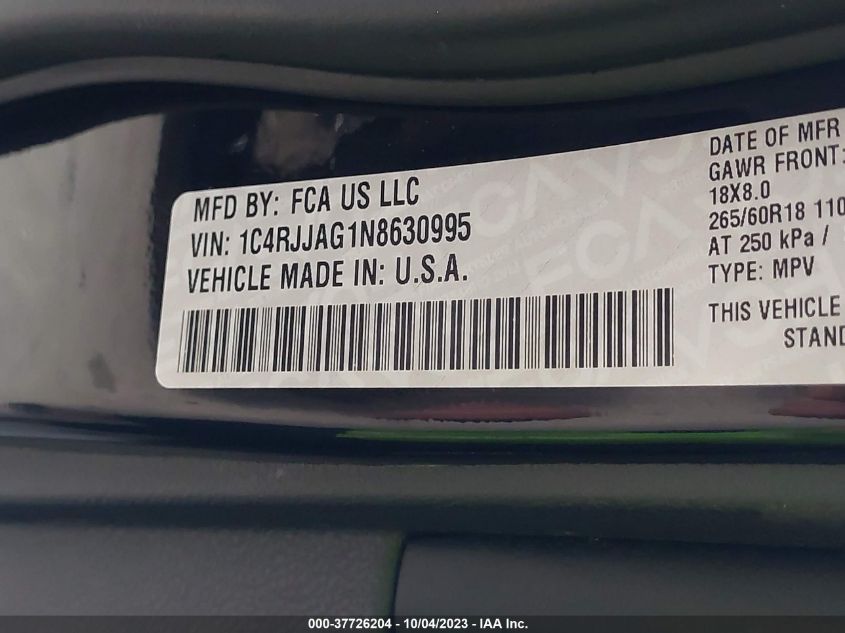 MFD BY: FCA US LLC
VIN: 1C4RJJAG1N8630995
VEHICLE MADE IN: U.S.A.
DATE OF MFR
GAWR FRONT:
18X8.0
265/60R18 110
AT 250 kPa /
TYPE: MPV
THIS VEHICLE
STAND
000-37726204 - 10/04/2023 - IAA Inc.